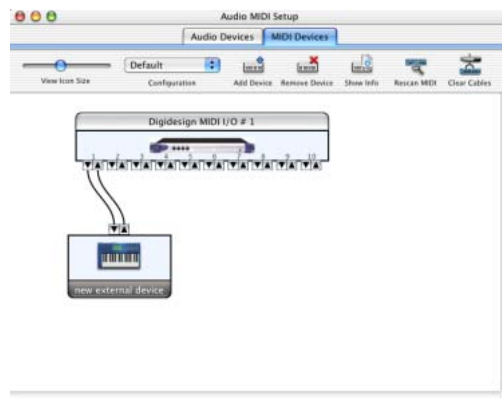 Audio MIDI Setup
Audio Devices MIDI Devices
Default
View Icon Size Configuration Add Device Remove Device Show Info Rescan MIDI Clear Cables
Digidesign MIDI I/O # 1
1 2 3 4 5 6 7 8 9 10
new external device